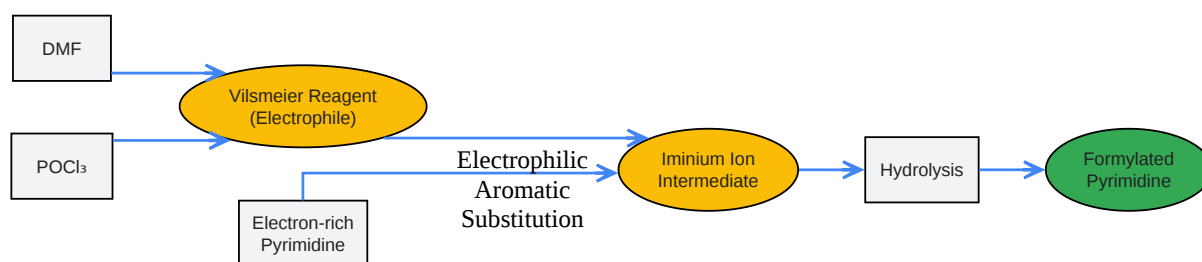 DMF
Vilsmeier Reagent
(Electrophile)
POCl₃
Electrophilic
Aromatic
Substitution
Electron-rich
Pyrimidine
Iminium Ion
Intermediate
Hydrolysis
Formylated
Pyrimidine